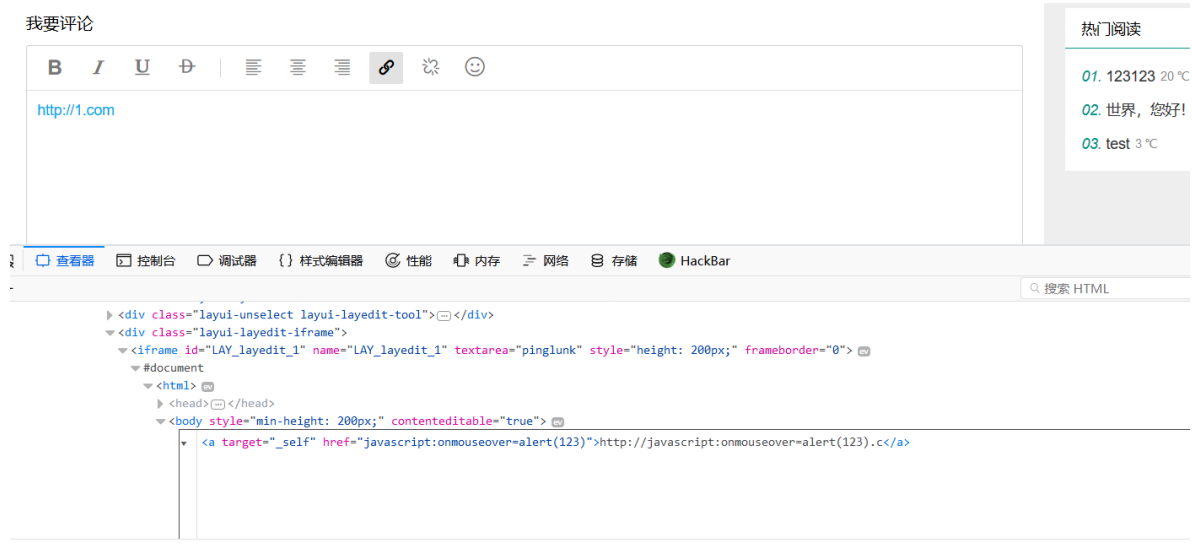 我要评论
热门阅读
B I U D
01. 123123 20 ℃
http://1.com
02. 世界，您好！
03. test 3 ℃
查看器 控制台 调试器 {} 样式编辑器 性能 内存 网络 存储 HackBar
搜索 HTML
<div class="layui-unselect layui-layedit-tool"></div>
<div class="layui-layedit-iframe">
<iframe id="LAY_layedit_1" name="LAY_layedit_1" textarea="pinglunk" style="height: 200px;" frameborder="0"> ev
#document
<html> ev
<head></head>
<body style="min-height: 200px;" contenteditable="true"> ev
<a target="_self" href="javascript:onmouseover=alert(123)">http://javascript:onmouseover=alert(123).c</a>